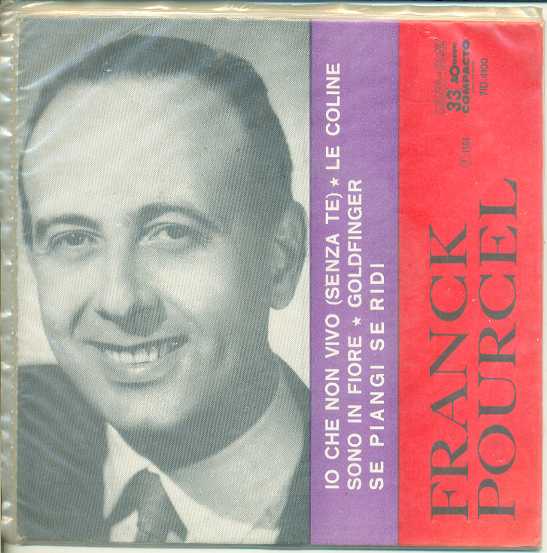 IO CHE NON VIVO (SENZA TE) ★ LE COLINE
SONO IN FIORE ★ GOLDFINGER
SE PIANGI SE RIDI
FRANCK
POURCEL
33
COMPACTO